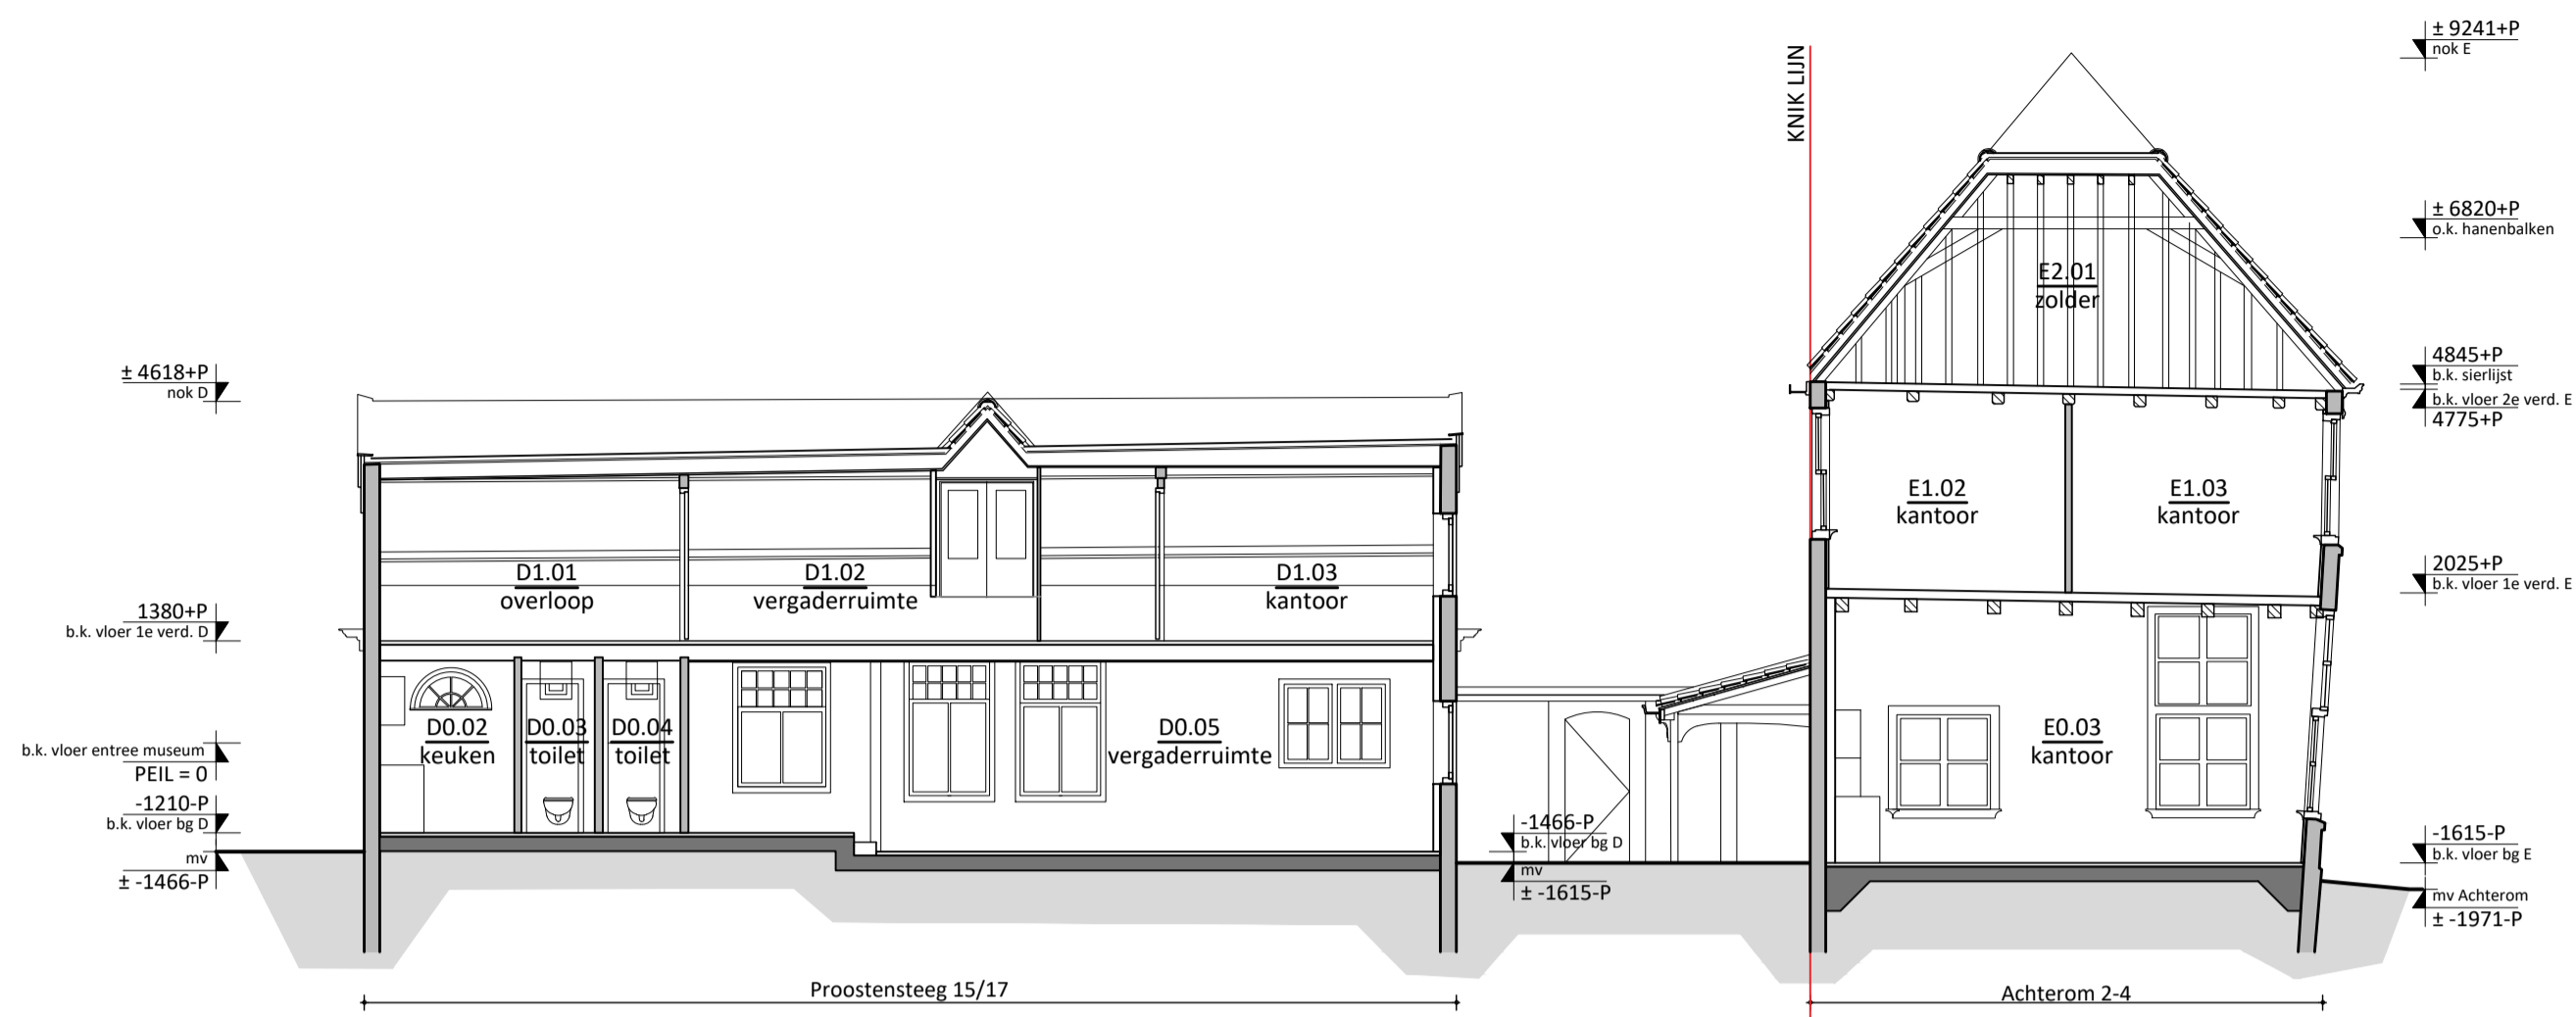 ± 4618+P
nok D
1380+P
b.k. vloer 1e verd. D
b.k. vloer entree museum
PEIL = 0
-1210-P
b.k. vloer bg D
mv
± -1466-P
D1.01
overloop
D1.02
vergaderruimte
D1.03
kantoor
D0.02
keuken
D0.03
toilet
D0.04
toilet
D0.05
vergaderruimte
-1466-P
b.k. vloer bg D
mv
± -1615-P
KNIK LIJN
E2.01
zolder
E1.02
kantoor
E1.03
kantoor
E0.03
kantoor
± 9241+P
nok E
± 6820+P
o.k. hanenbalken
4845+P
b.k. sierlijst
b.k. vloer 2e verd. E
4775+P
2025+P
b.k. vloer 1e verd. E
-1615-P
b.k. vloer bg E
mv Achterom
± -1971-P
Proostensteeg 15/17
Achterom 2-4